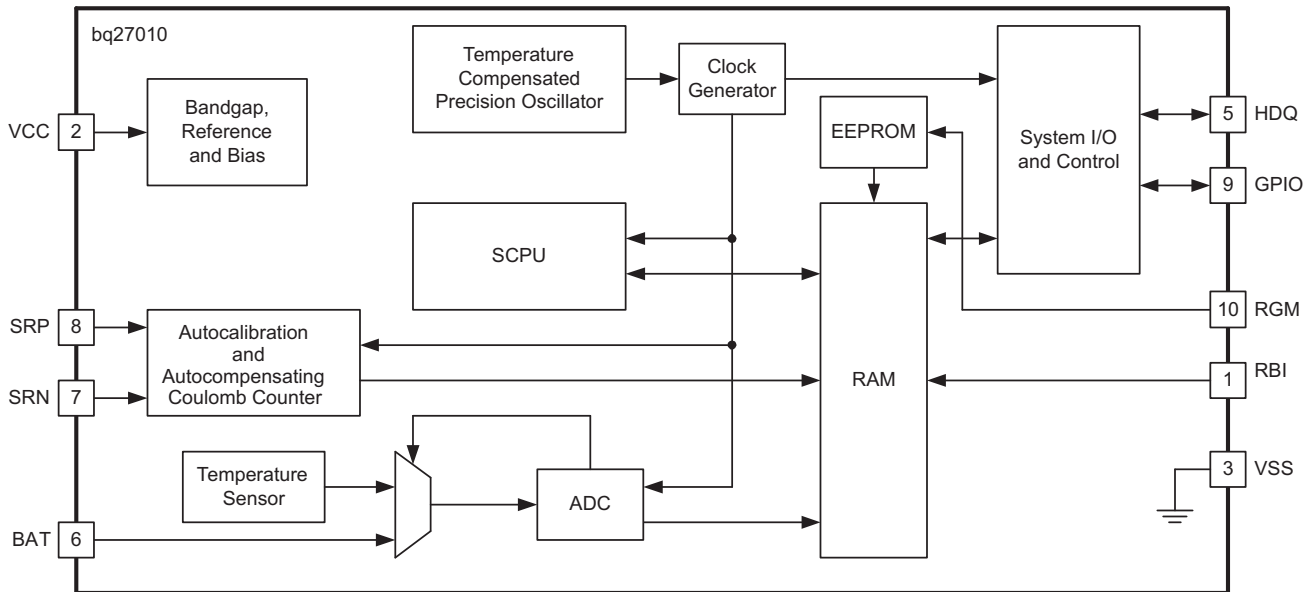 bq27010
Temperature
Compensated
Precision Oscillator
Clock
Generator
Bandgap,
Reference
and Bias
VCC
2
EEPROM
System I/O
and Control
5
HDQ
9
GPIO
SCPU
SRP
8
SRN
7
Autocalibration
and
Autocompensating
Coulomb Counter
RAM
10
RGM
1
RBI
Temperature
Sensor
ADC
3
VSS
BAT
6